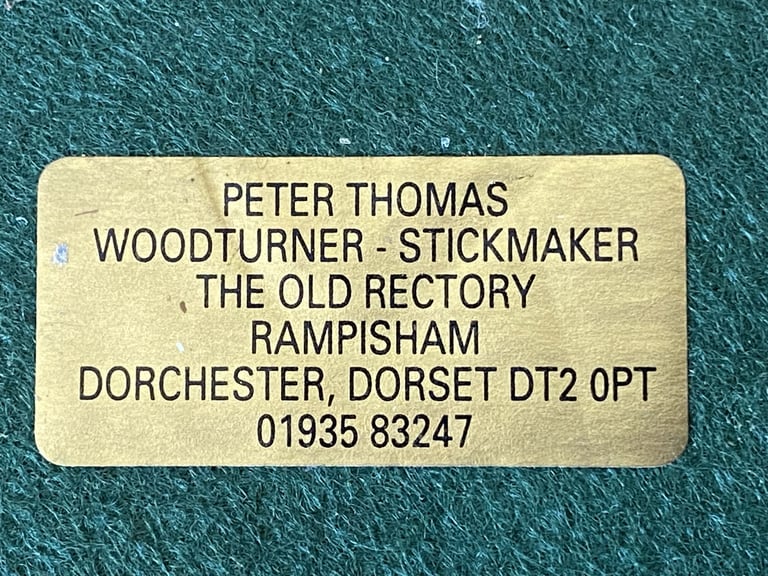 PETER THOMAS
WOODTURNER - STICKMAKER
THE OLD RECTORY
RAMPISHAM
DORCHESTER, DORSET DT2 0PT
01935 83247